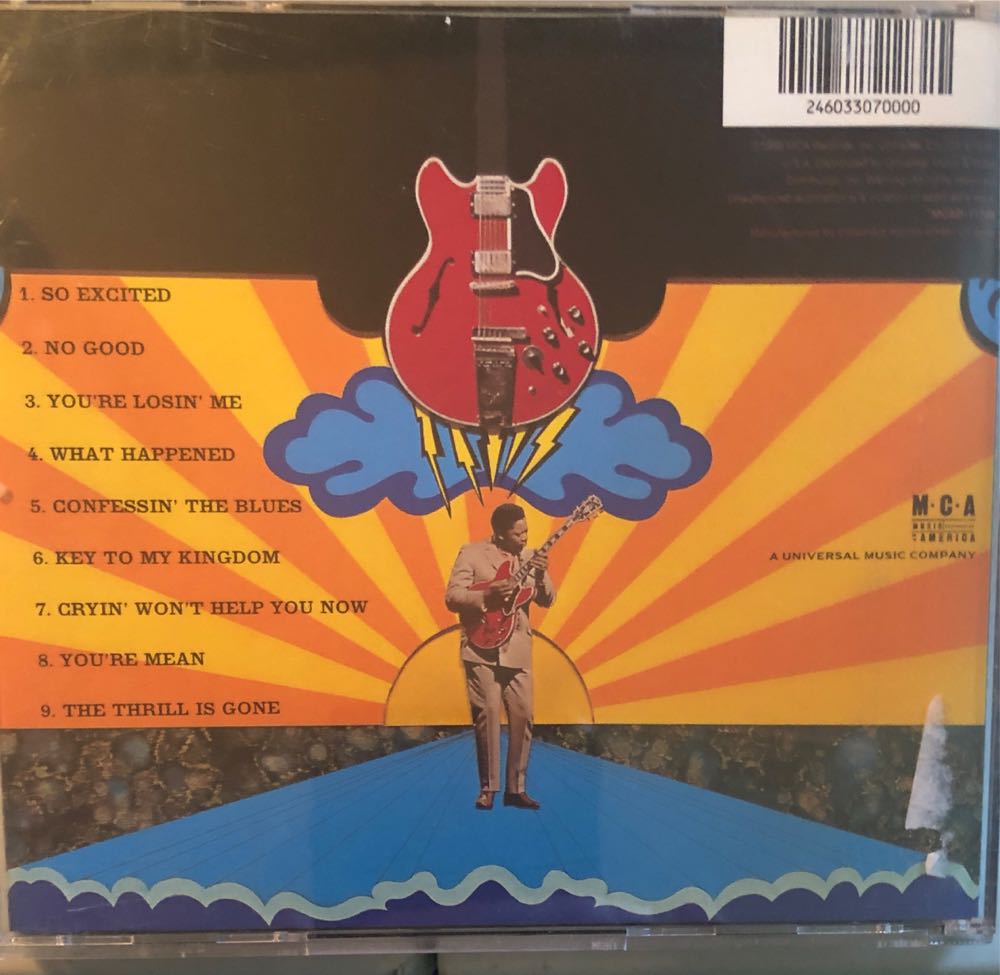 246033070000
1. SO EXCITED
2. NO GOOD
3. YOU'RE LOSIN' ME
4. WHAT HAPPENED
5. CONFESSIN' THE BLUES
6. KEY TO MY KINGDOM
7. CRYIN' WON'T HELP YOU NOW
8. YOU'RE MEAN
9. THE THRILL IS GONE
M·C·A
MUSIC
AMERICA
A UNIVERSAL MUSIC COMPANY